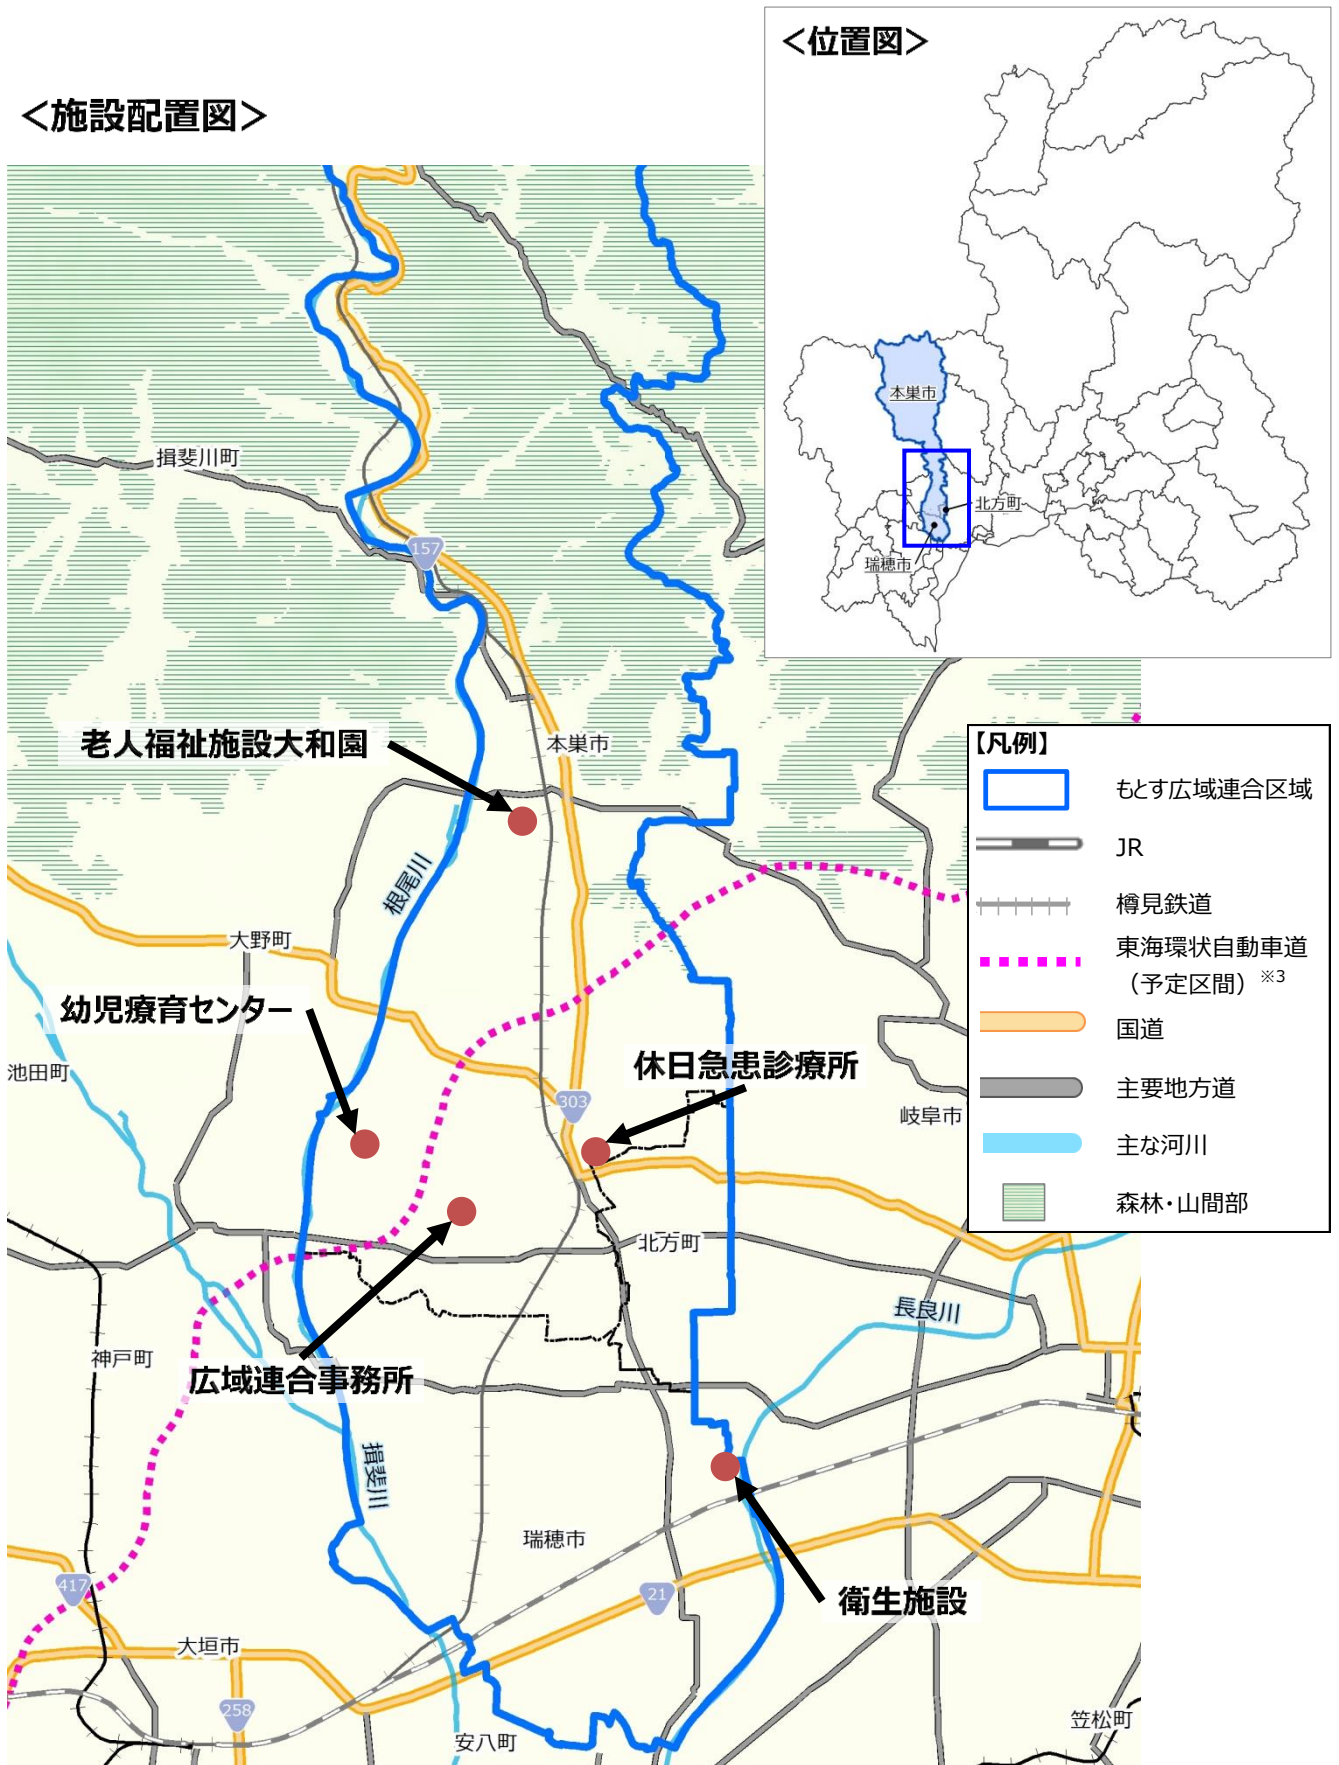 ＜位置図＞
＜施設配置図＞
本巣市
北方町
瑞穂市
揖斐川町
157
老人福祉施設大和園
本巣市
根尾川
大野町
幼児療育センター
池田町
休日急患診療所
303
岐阜市
北方町
長良川
神戸町
広域連合事務所
揖斐川
瑞穂市
417
21
衛生施設
大垣市
258
安八町
笠松町
【凡例】
もとす広域連合区域
JR
樽見鉄道
東海環状自動車道
（予定区間）※3
国道
主要地方道
主な河川
森林・山間部